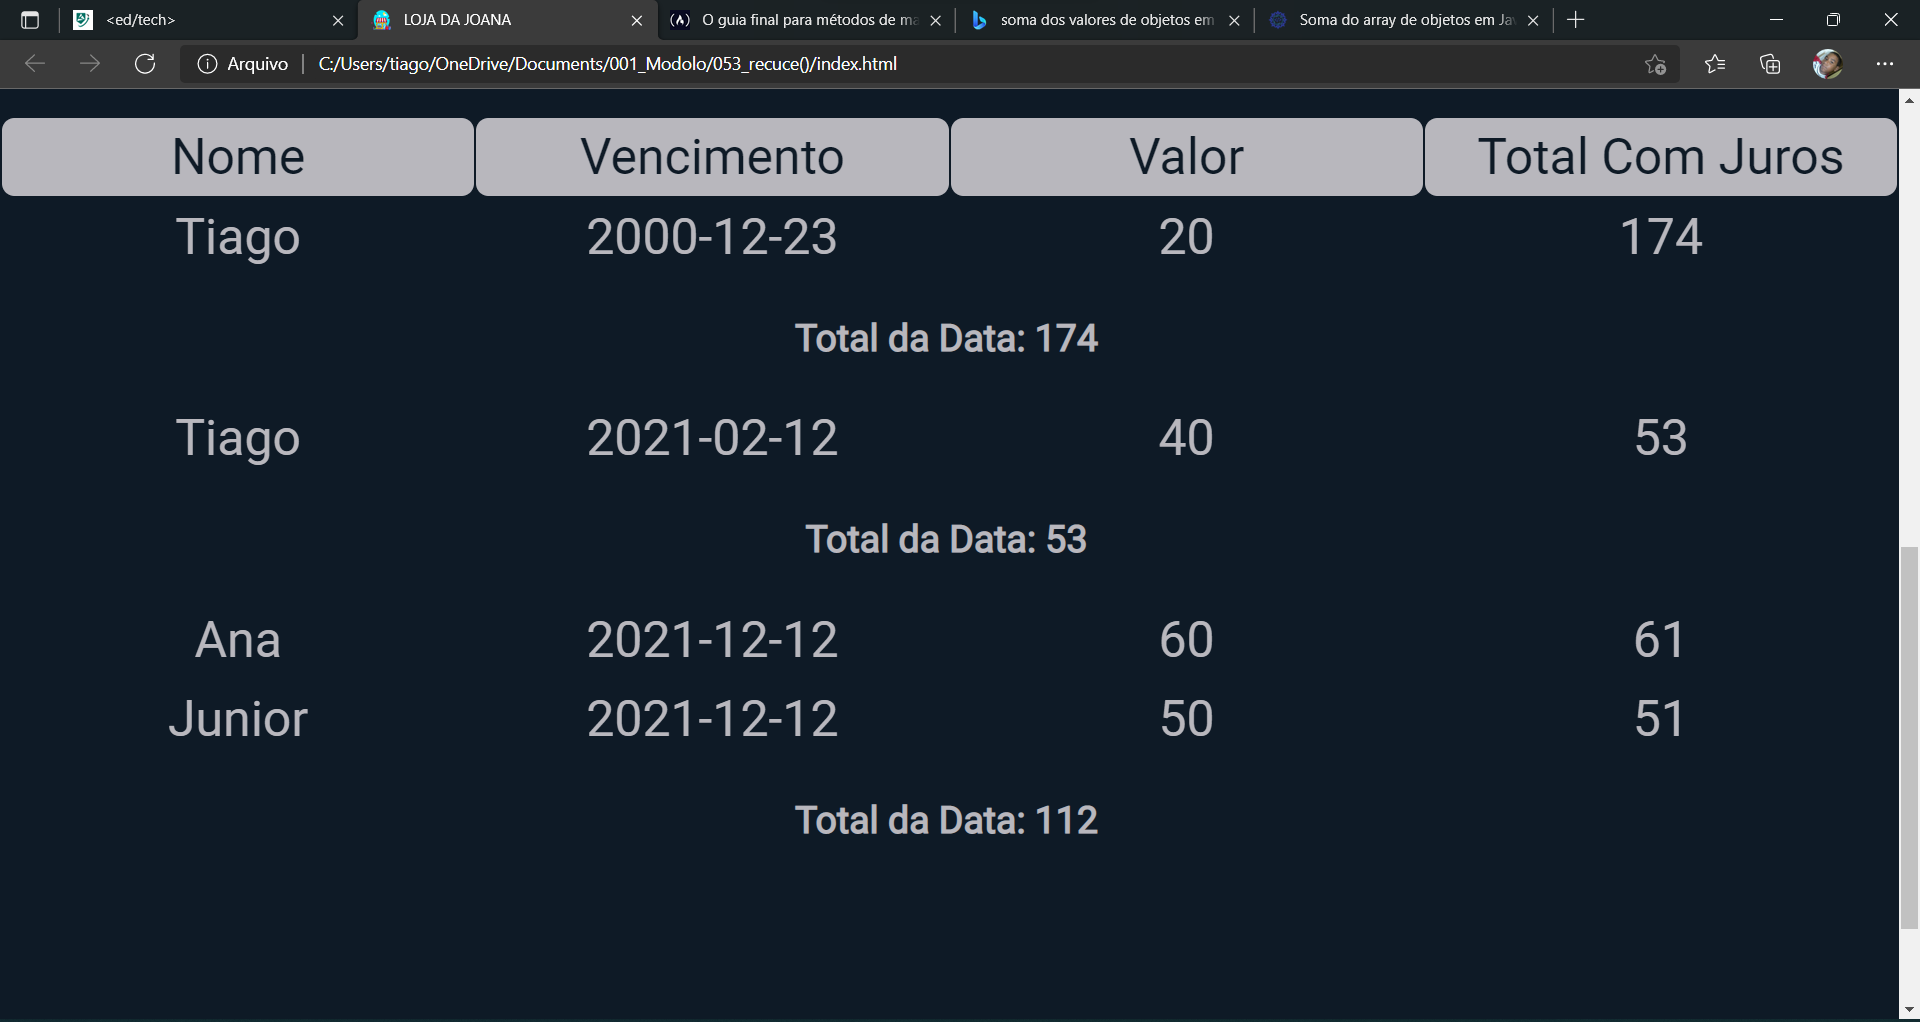 <ed/tech>
LOJA DA JOANA
O guia final para métodos de ma
soma dos valores de objetos em
Soma do array de objetos em Ja
Arquivo
C:/Users/tiago/OneDrive/Documents/001_Modolo/053_recuce()/index.html
Nome Vencimento Valor Total Com Juros
Tiago 2000-12-23 20 174
Total da Data: 174
Tiago 2021-02-12 40 53
Total da Data: 53
Ana 2021-12-12 60 61
Junior 2021-12-12 50 51
Total da Data: 112